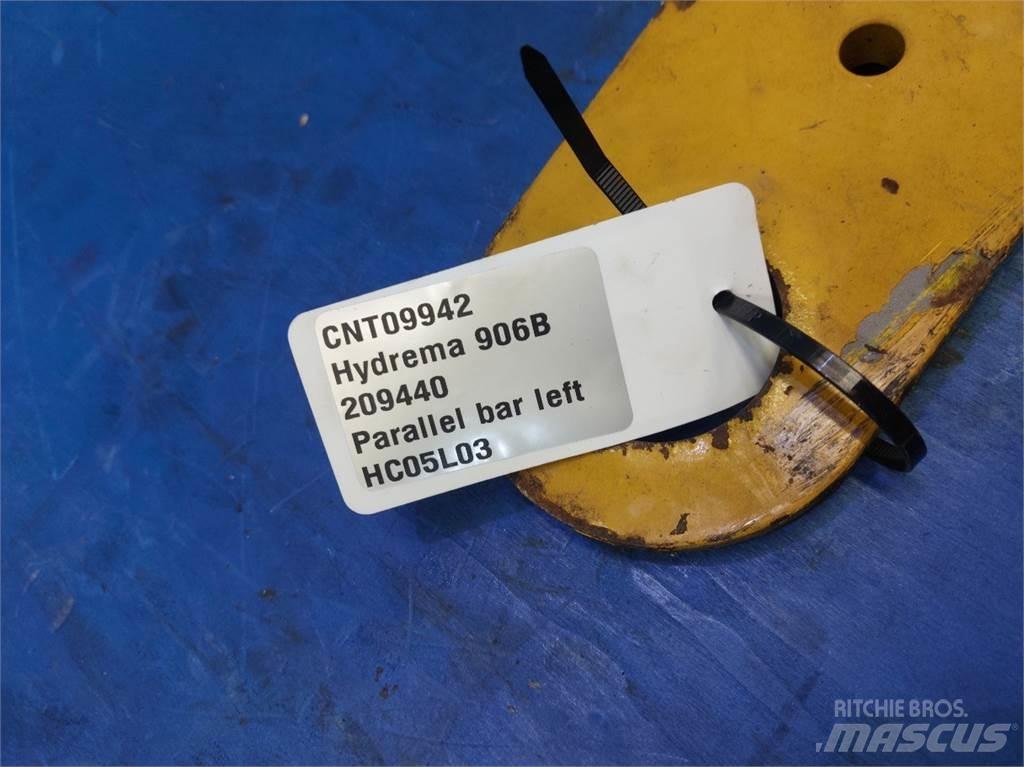 CNT09942
Hydrema 906B
209440
Parallel bar left
HC05L03
RITCHIE BROS.
MASCUS